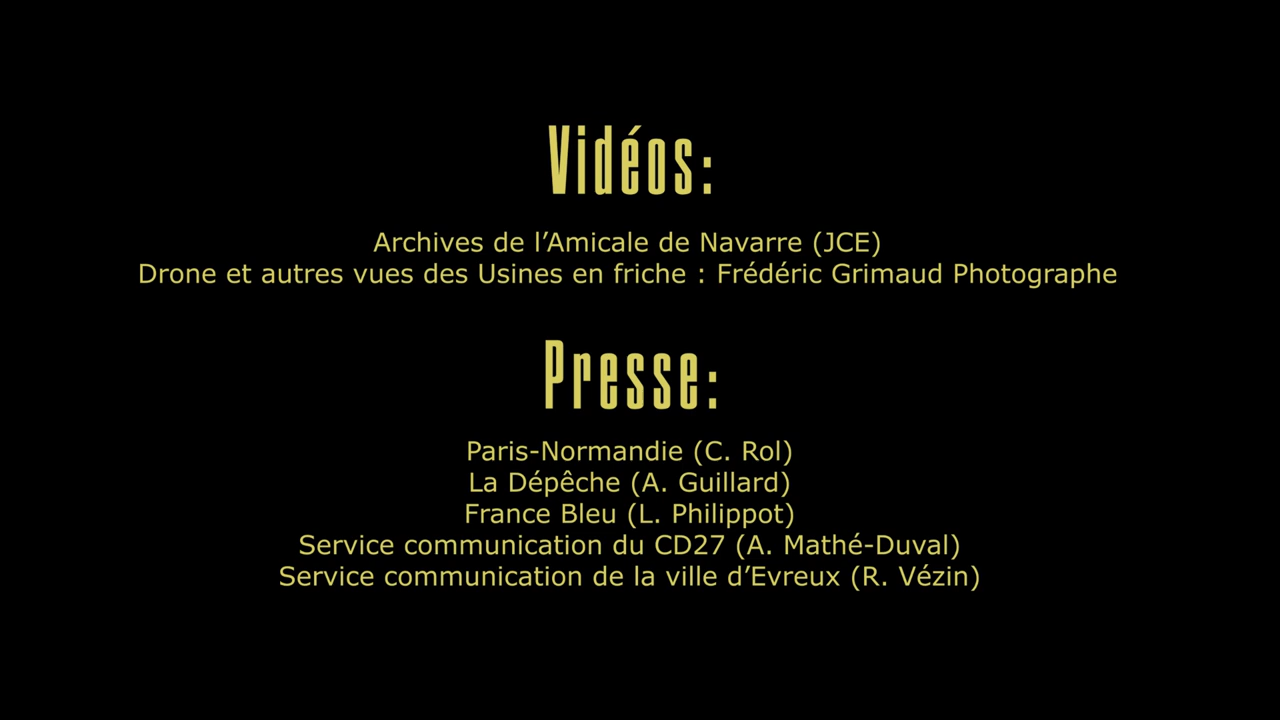 Vidéos:
Archives de l’Amicale de Navarre (JCE)
Drone et autres vues des Usines en friche : Frédéric Grimaud Photographe
Presse:
Paris-Normandie (C. Rol)
La Dépêche (A. Guillard)
France Bleu (L. Philippot)
Service communication du CD27 (A. Mathé-Duval)
Service communication de la ville d’Evreux (R. Vézin)